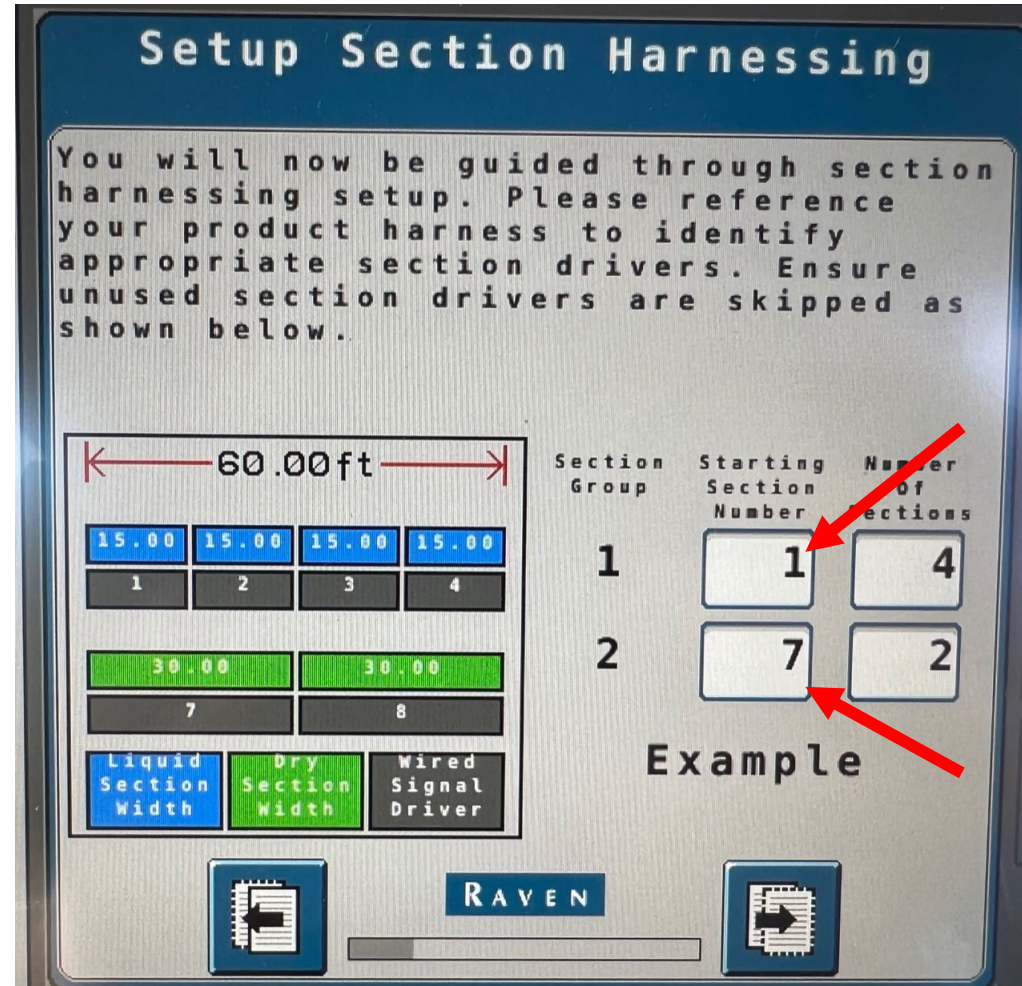 Setup Section Harnessing
You will now be guided through section
harnessing setup. Please reference
your product harness to identify
appropriate section drivers. Ensure
unused section drivers are skipped as
shown below.
60.00ft
15.00 15.00 15.00 15.00
1 2 3 4
30.00 30.00
7 8
Liquid
Section
Width
Dry
Section
Width
Wired
Signal
Driver
Section
Group
Starting
Section
Number
Of
1 1 4
2 7 2
Example
RAVEN